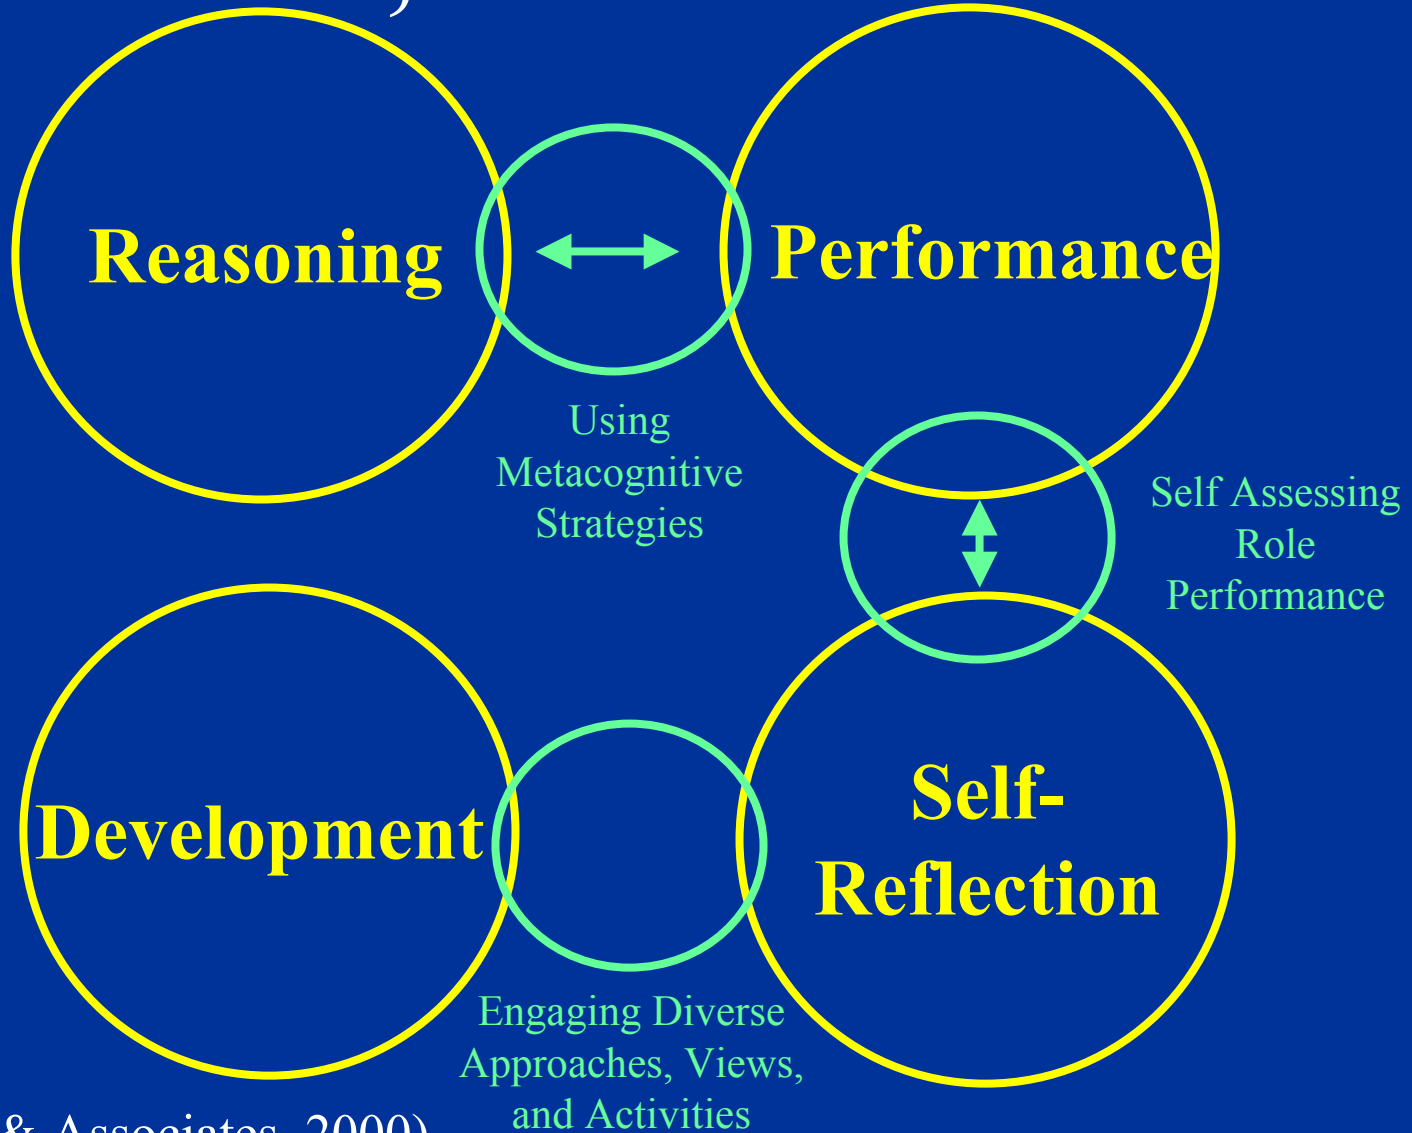 Reasoning
Performance
Using
Metacognitive
Strategies
Self Assessing
Role
Performance
Development
Self-
Reflection
Engaging Diverse
Approaches, Views,
and Activities
& Associates, 2000)